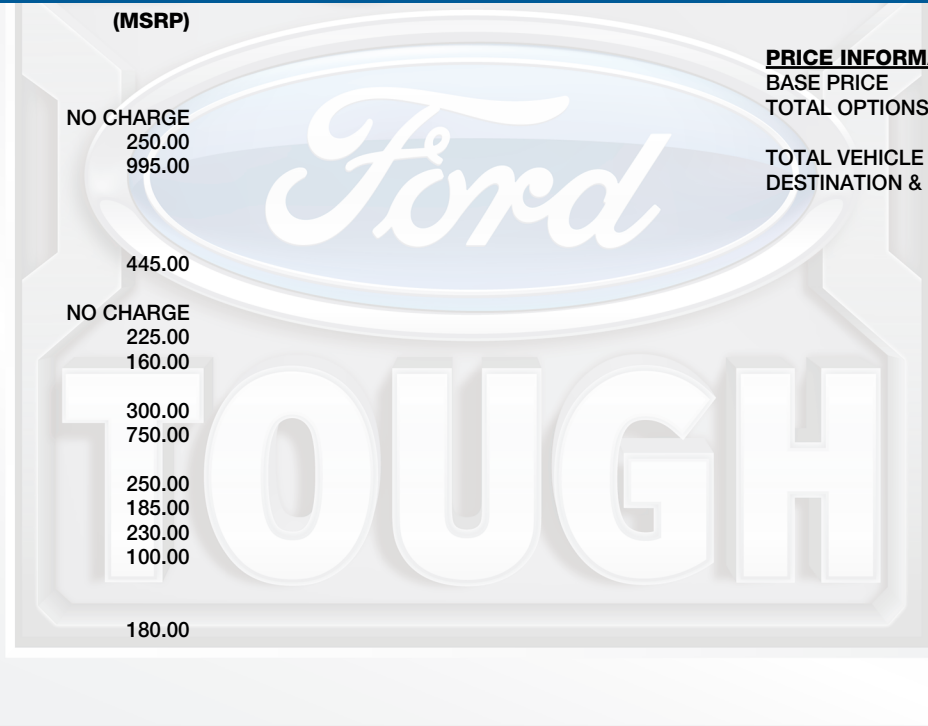 (MSRP)
NO CHARGE
250.00
995.00
445.00
NO CHARGE
225.00
160.00
300.00
750.00
250.00
185.00
230.00
100.00
180.00
PRICE INFORMA
BASE PRICE
TOTAL OPTIONS
TOTAL VEHICLE
DESTINATION &
Ford
TOUGH